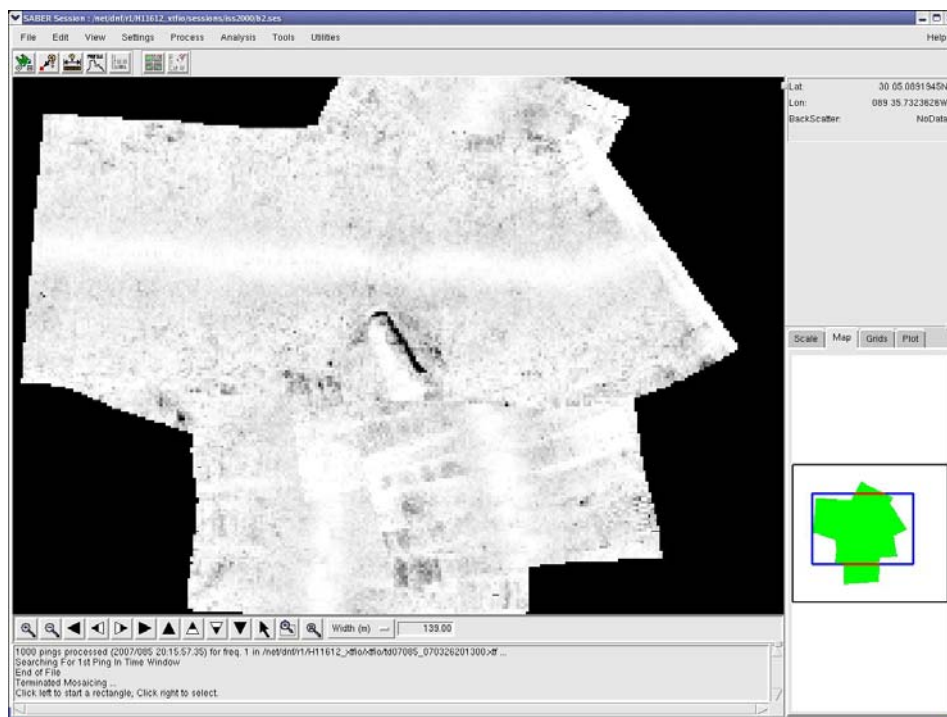 SABER Session : /net/dnf/r1/H11612_xtfio/sessions/iss2000/b2.ses
File Edit View Settings Process Analysis Tools Utilities Help
Lat: 30 05.0891945N
Lon: 089 35.7323626W
BackScatter: NoData
Scale Map Grids Plot
Width (m) 139.00
1000 pings processed (2007/085 20:15:57.35) for freq. 1 in /net/dnf/r1/H11612_xtfio/xtfio/td07085_070326201300.xtf ...
Searching For 1st Ping In Time Window
End of File
Terminated Mosaicing ...
Click left to start a rectangle, Click right to select.